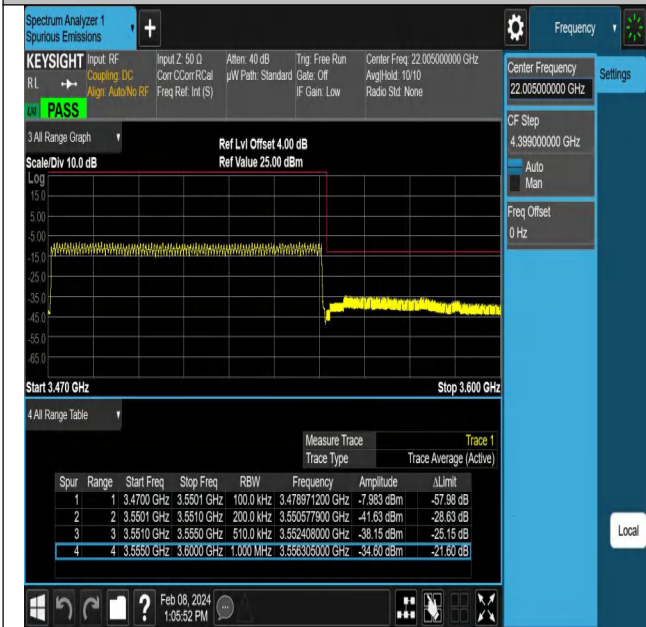 Spectrum Analyzer 1
Spurious Emissions
+
Frequency
KEYSIGHT
Input: RF
Coupling: DC
Align: Auto/No RF
Input Z: 50 Ω
Corr CCorr RCal
Freq Ref: Int (S)
Atten: 40 dB
µW Path: Standard
Trig: Free Run
Gate: Off
IF Gain: Low
Center Freq: 22.005000000 GHz
Avg|Hold: 10/10
Radio Std: None
RL
LXI
PASS
Center Frequency
22.005000000 GHz
Settings
CF Step
4.399000000 GHz
Auto
Man
Freq Offset
0 Hz
3 All Range Graph
Ref Lvl Offset 4.00 dB
Scale/Div 10.0 dB
Ref Value 25.00 dBm
Log
15.0
5.00
-5.00
-15.0
-25.0
-35.0
-45.0
-55.0
-65.0
Start 3.470 GHz
Stop 3.600 GHz
4 All Range Table
Measure Trace Trace 1
Trace Type Trace Average (Active)
Spur Range Start Freq Stop Freq RBW Frequency Amplitude ΔLimit
1 1 3.4700 GHz 3.5501 GHz 100.0 kHz 3.478971200 GHz -7.983 dBm -57.98 dB
2 2 3.5501 GHz 3.5510 GHz 200.0 kHz 3.550577900 GHz -41.63 dBm -28.63 dB
3 3 3.5510 GHz 3.5550 GHz 510.0 kHz 3.552408000 GHz -38.15 dBm -25.15 dB
4 4 3.5550 GHz 3.6000 GHz 1.000 MHz 3.556305000 GHz -34.60 dBm -21.60 dB
Local
?
Feb 08, 2024
1:05:52 PM